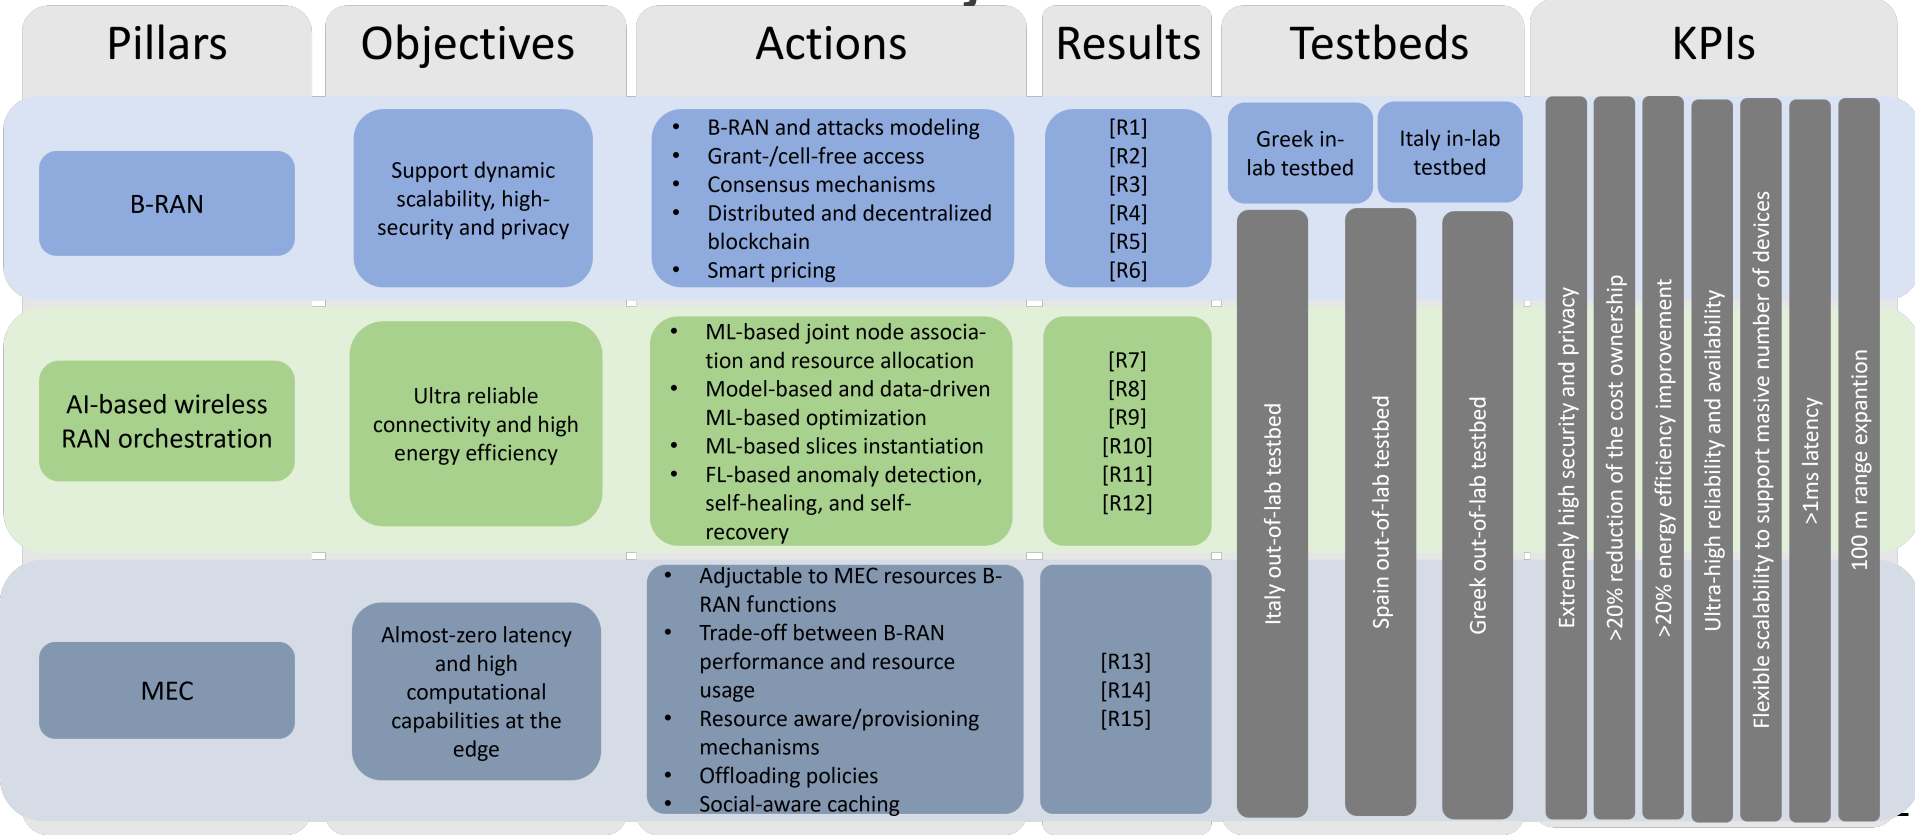 Pillars
Objectives
Actions
Results
Testbeds
KPIs
B-RAN
Support dynamic
scalability, high-
security and privacy
• B-RAN and attacks modeling
• Grant-/cell-free access
• Consensus mechanisms
• Distributed and decentralized
blockchain
• Smart pricing
[R1]
[R2]
[R3]
[R4]
[R5]
[R6]
Greek in-
lab testbed
Italy in-lab
testbed
AI-based wireless
RAN orchestration
Ultra reliable
connectivity and high
energy efficiency
• ML-based joint node associa-
tion and resource allocation
• Model-based and data-driven
ML-based optimization
• ML-based slices instantiation
• FL-based anomaly detection,
self-healing, and self-
recovery
[R7]
[R8]
[R9]
[R10]
[R11]
[R12]
MEC
Almost-zero latency
and high
computational
capabilities at the
edge
• Adjuctable to MEC resources B-
RAN functions
• Trade-off between B-RAN
performance and resource
usage
• Resource aware/provisioning
mechanisms
• Offloading policies
• Social-aware caching
[R13]
[R14]
[R15]
Italy out-of-lab testbed
Spain out-of-lab testbed
Greek out-of-lab testbed
Extremely high security and privacy
>20% reduction of the cost ownership
>20% energy efficiency improvement
Ultra-high reliability and availability
Flexible scalability to support masive number of devices
>1ms latency
100 m range expantion